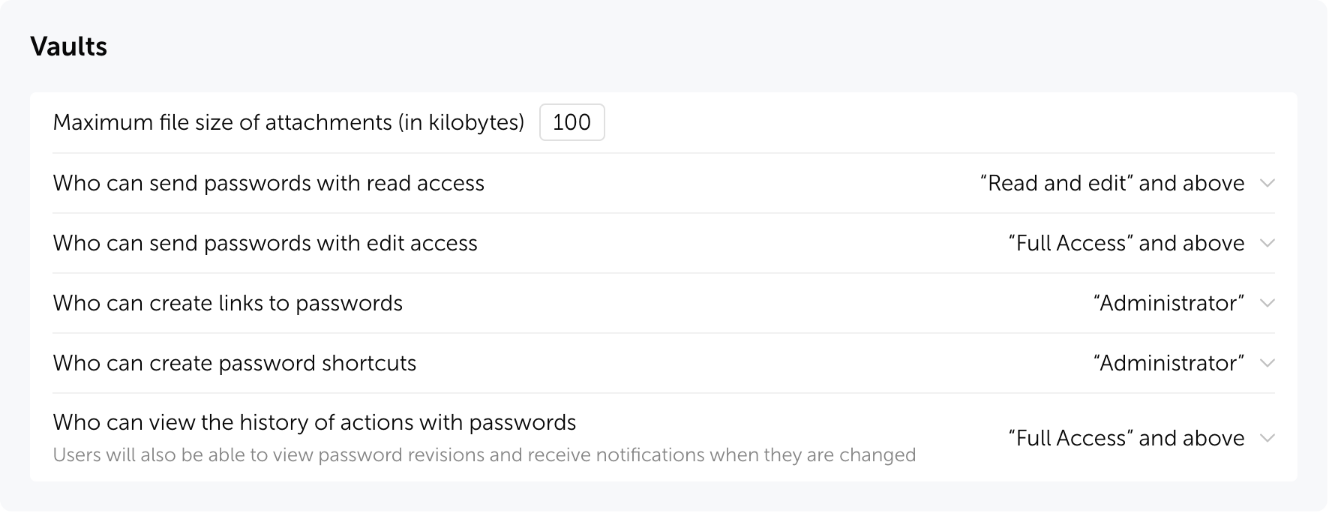 Vaults
Maximum file size of attachments (in kilobytes) 100
Who can send passwords with read access “Read and edit” and above
Who can send passwords with edit access “Full Access” and above
Who can create links to passwords “Administrator”
Who can create password shortcuts “Administrator”
Who can view the history of actions with passwords
“Full Access” and above
Users will also be able to view password revisions and receive notifications when they are changed